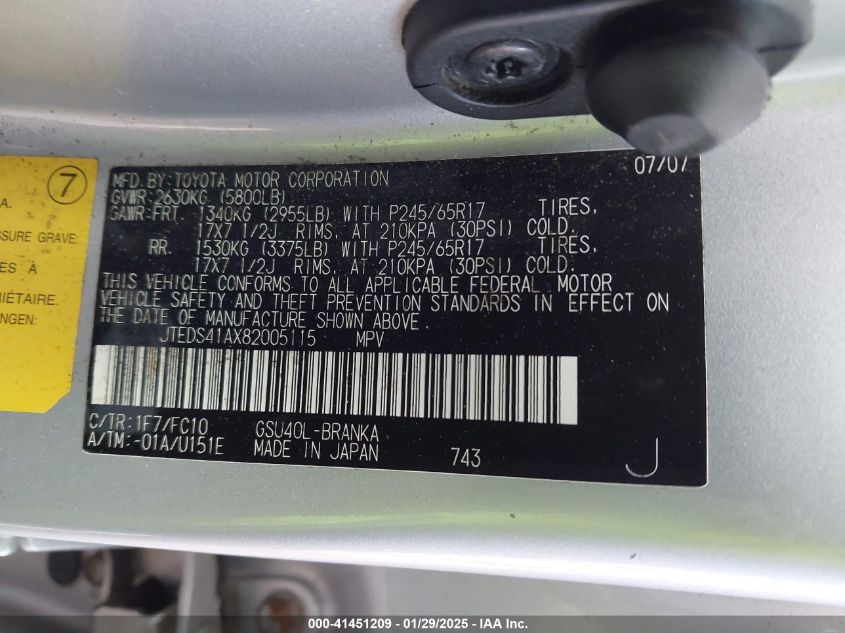 7
A.
SSURE GRAVE
ES À
RIÉTAIRE.
UNGEN:
07/07
MFD.BY:TOYOTA MOTOR CORPORATION
GVWR:2630KG (5800LB)
GAWR:FRT. 1340KG (2955LB) WITH P245/65R17 TIRES,
17X7 1/2J RIMS, AT 210KPA (30PSI) COLD.
RR. 1530KG (3375LB) WITH P245/65R17 TIRES,
17X7 1/2J RIMS, AT 210KPA (30PSI) COLD.
THIS VEHICLE CONFORMS TO ALL APPLICABLE FEDERAL MOTOR
VEHICLE SAFETY AND THEFT PREVENTION STANDARDS IN EFFECT ON
THE DATE OF MANUFACTURE SHOWN ABOVE.
JTEDS41AX82005115 MPV
C/TR:1F7/FC10 GSU40L-BRANKA
A/TM:-01A/U151E MADE IN JAPAN 743 J
000-41451209 - 01/29/2025 - IAA Inc.